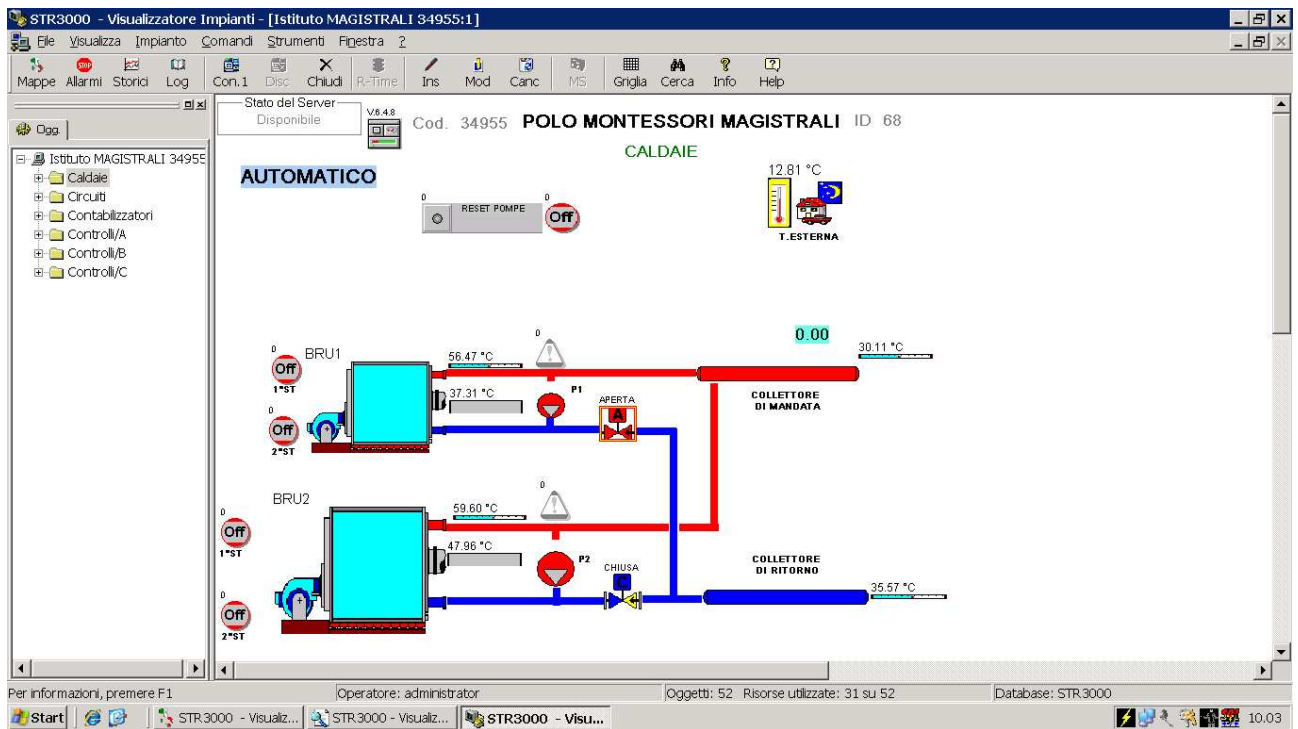 STR3000 - Visualizzatore Impianti - [Istituto MAGISTRALI 34955:1]
File Visualizza Impianto Comandi Strumenti Finestra ?
Mappe Allarmi Storici Log Con.1 Disc Chiudi R-Time Ins Mod Canc MS Griglia Cerca Info Help
Stato del Server
Disponibile
V.6.4.8
Cod. 34955 POLO MONTESSORI MAGISTRALI ID 68
CALDAIE
Ogg.
Istituto MAGISTRALI 34955
Caldaie
Circuiti
Contabilizzatori
Controlli/A
Controlli/B
Controlli/C
AUTOMATICO
12.81 °C
T.ESTERNA
0
RESET POMPE
0
Off
0.00
30.11 °C
0
BRU1
Off
1°ST
0
Off
2°ST
56.47 °C
0
37.31 °C
P1
APERTA
A
COLLETTORE
DI MANDATA
BRU2
0
Off
1°ST
0
Off
2°ST
59.60 °C
0
47.96 °C
P2
CHIUSA
C
COLLETTORE
DI RITORNO
35.57 °C
Per informazioni, premere F1 Operatore: administrator Oggetti: 52 Risorse utilizzate: 31 su 52 Database: STR3000
Start STR3000 - Visualiz... STR3000 - Visualiz... STR3000 - Visu... 10.03